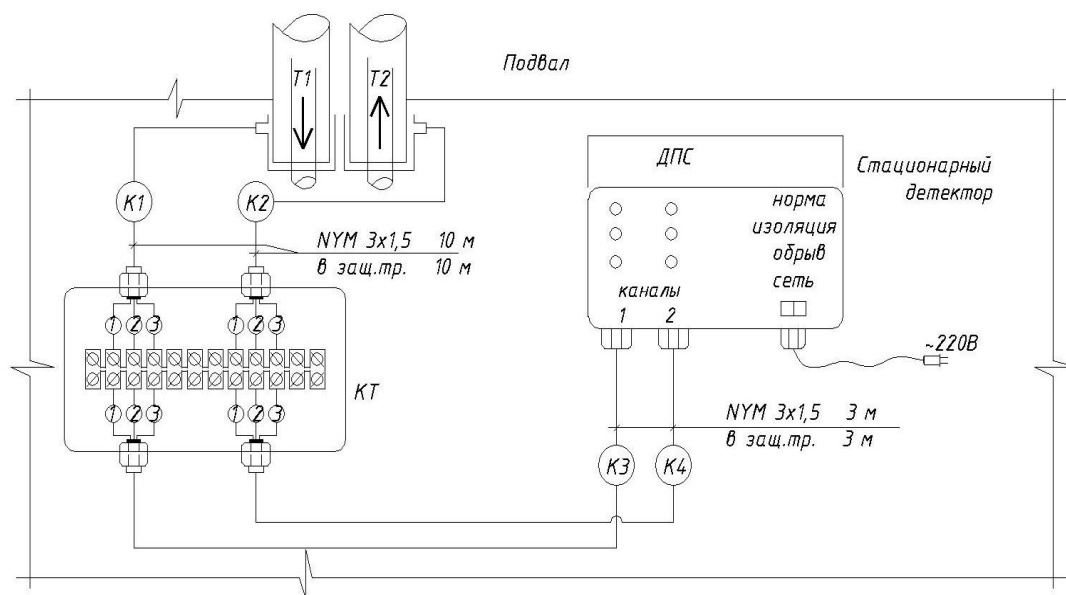 Подвал
Т1 Т2
ДПС
Стационарный
детектор
К1 К2
норма
изоляция
обрыв
сеть
NYM 3х1,5 10 м
в защ.тр. 10 м
каналы
1 2
1 2 3 1 2 3
~220В
КТ
1 2 3 1 2 3
NYM 3х1,5 3 м
в защ.тр. 3 м
К3 К4